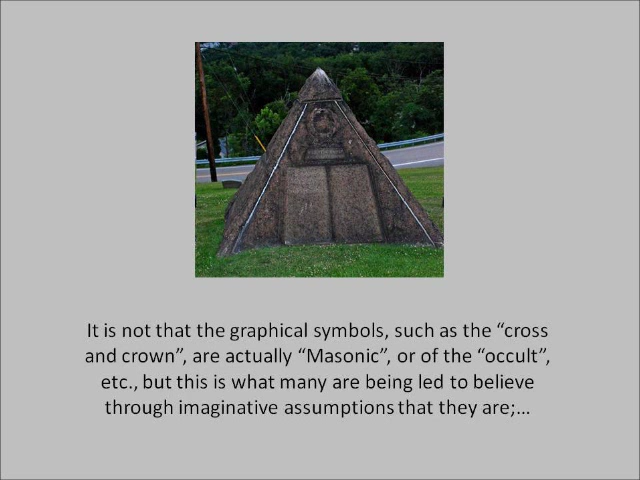 It is not that the graphical symbols, such as the “cross
and crown”, are actually “Masonic”, or of the “occult”,
etc., but this is what many are being led to believe
through imaginative assumptions that they are;…